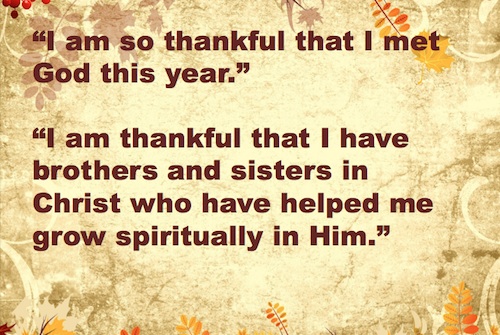 “I am so thankful that I met
God this year.”
“I am thankful that I have
brothers and sisters in
Christ who have helped me
grow spiritually in Him.”